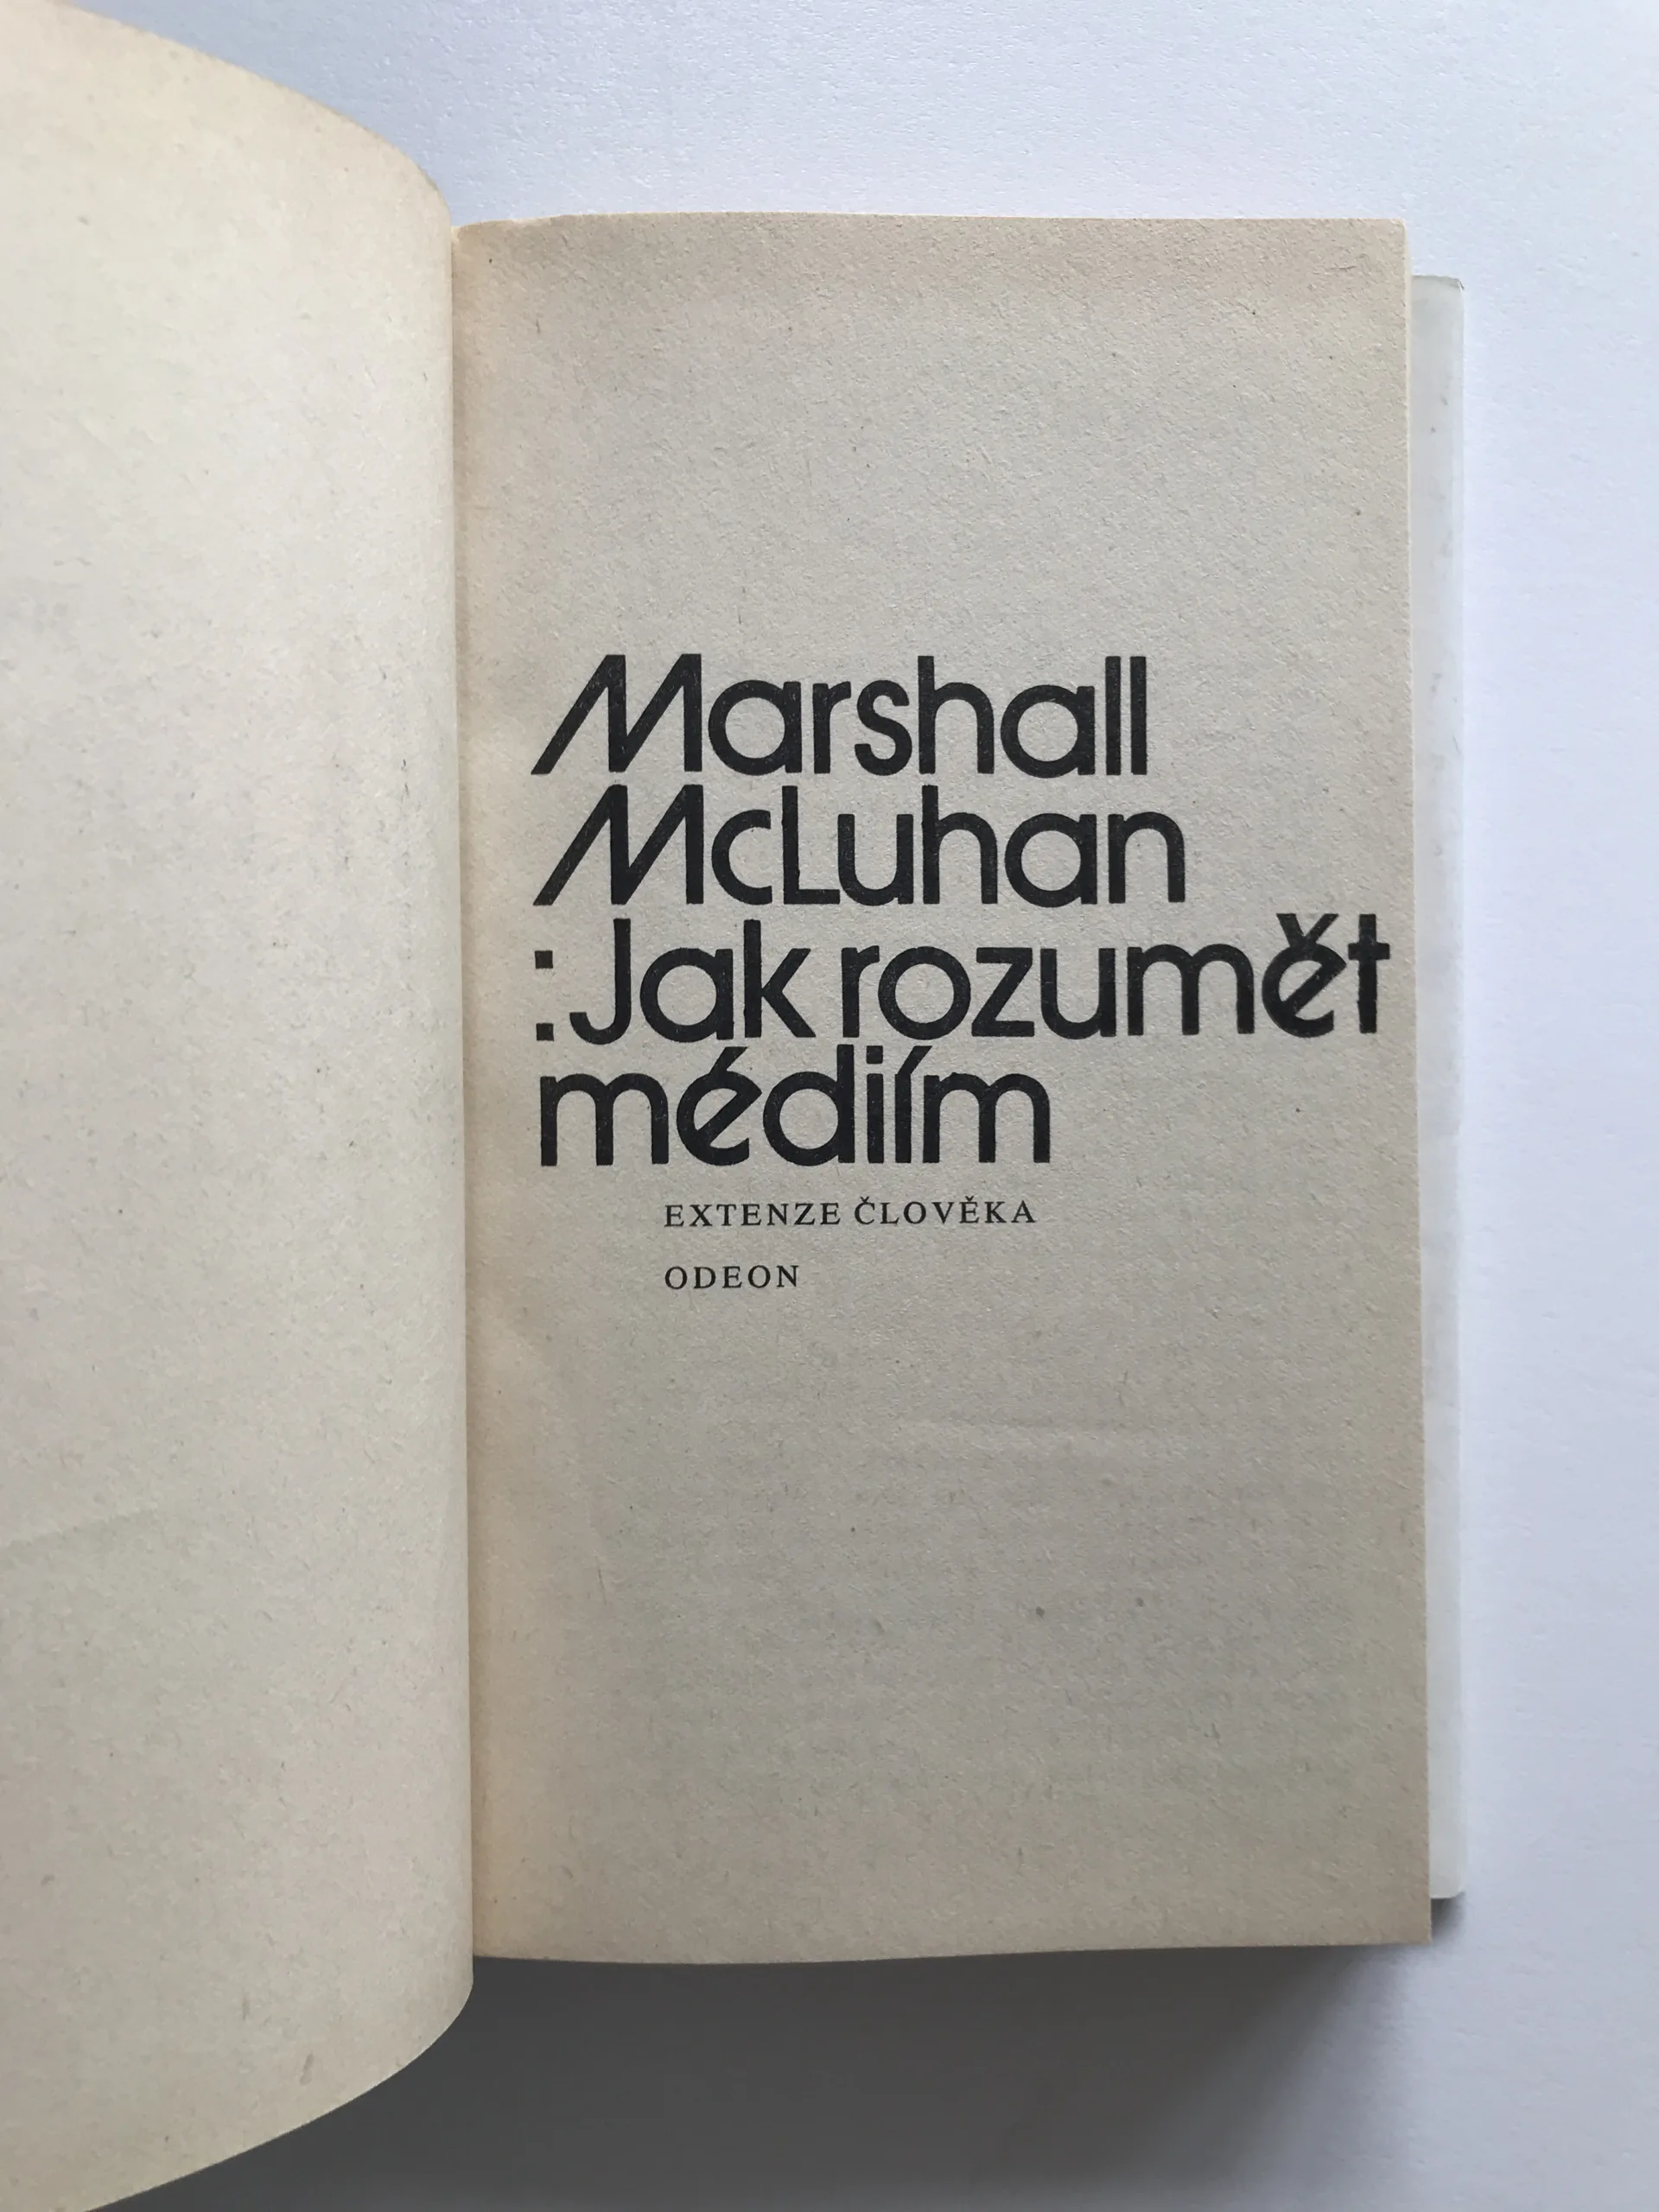 Marshall
McLuhan
: Jak rozumět
médiím
EXTENZE ČLOVĚKA
ODEON